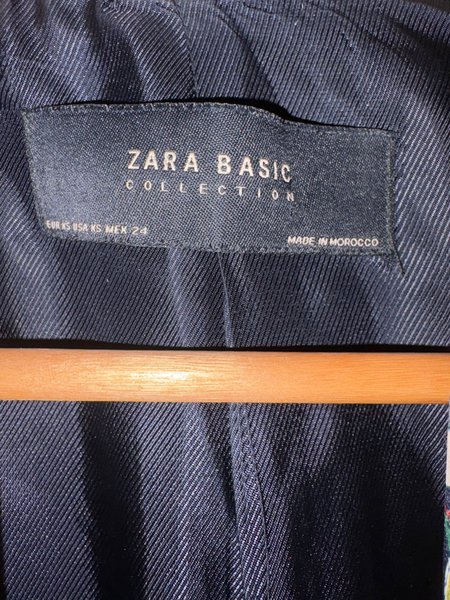 ZARA BASIC
COLLECTION
EUR XS USA XS MEX 24
MADE IN MOROCCO